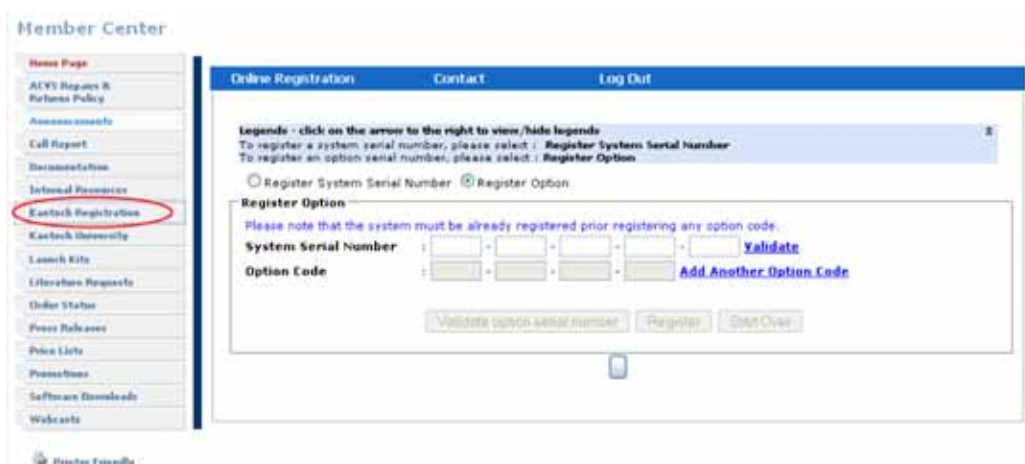 Member Center
Home Page
ACVS Repairs &
Returns Policy
Announcements
Call Report
Documentation
Internal Resources
Kantech Registration
Kantech University
Launch Kits
Literature Requests
Order Status
Press Releases
Price Lists
Promotions
Software Downloads
Webcasts
Printer Friendly
Online Registration Contact Log Out
Legends - click on the arrow to the right to view/hide legends
To register a system serial number, please select : Register System Serial Number
To register an option serial number, please select : Register Option
Register System Serial Number Register Option
Register Option
Please note that the system must be already registered prior registering any option code.
System Serial Number : - - - - Validate
Option Code : - - - Add Another Option Code
Validate option serial number Register Start Over